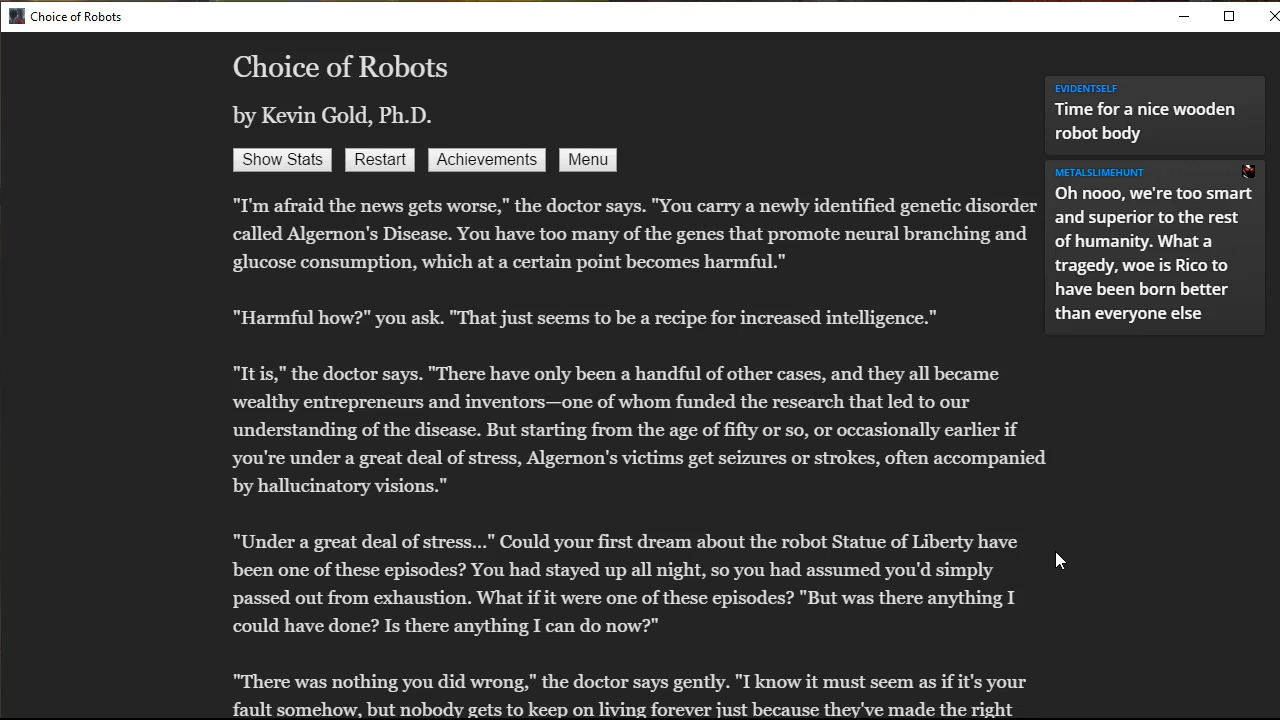 Choice of Robots
Choice of Robots
by Kevin Gold, Ph.D.
Show Stats Restart Achievements Menu
"I'm afraid the news gets worse," the doctor says. "You carry a newly identified genetic disorder
called Algernon's Disease. You have too many of the genes that promote neural branching and
glucose consumption, which at a certain point becomes harmful."
"Harmful how?" you ask. "That just seems to be a recipe for increased intelligence."
"It is," the doctor says. "There have only been a handful of other cases, and they all became
wealthy entrepreneurs and inventors—one of whom funded the research that led to our
understanding of the disease. But starting from the age of fifty or so, or occasionally earlier if
you're under a great deal of stress, Algernon's victims get seizures or strokes, often accompanied
by hallucinatory visions."
"Under a great deal of stress..." Could your first dream about the robot Statue of Liberty have
been one of these episodes? You had stayed up all night, so you had assumed you'd simply
passed out from exhaustion. What if it were one of these episodes? "But was there anything I
could have done? Is there anything I can do now?"
"There was nothing you did wrong," the doctor says gently. "I know it must seem as if it's your
fault somehow, but nobody gets to keep on living forever just because they've made the right
EVIDENTSELF
Time for a nice wooden
robot body
METALSLIMEHUNT
Oh nooo, we're too smart
and superior to the rest
of humanity. What a
tragedy, woe is Rico to
have been born better
than everyone else